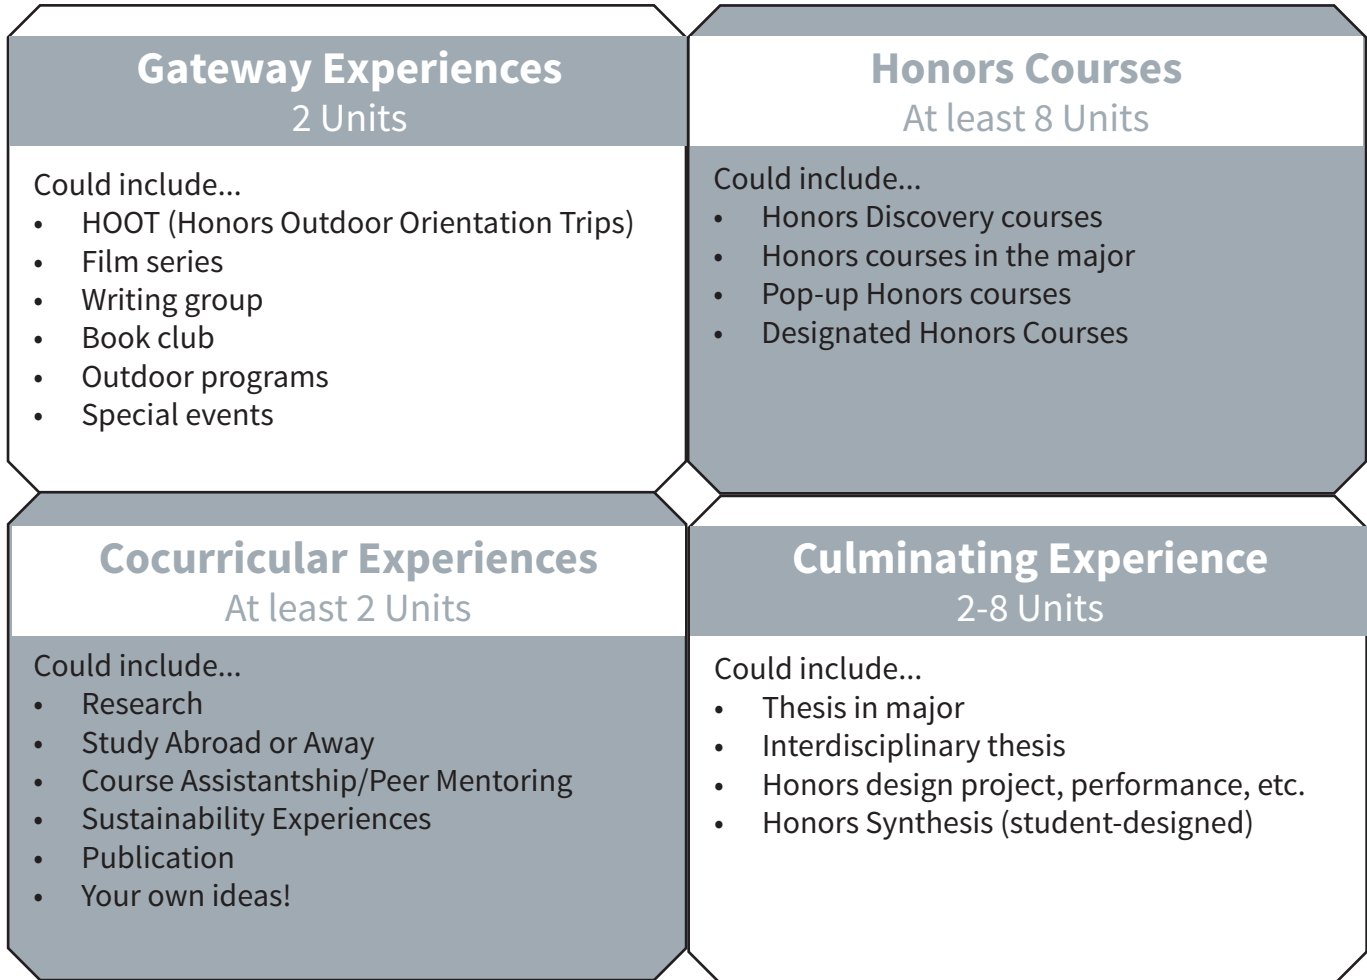 Gateway Experiences
2 Units
Could include...
• HOOT (Honors Outdoor Orientation Trips)
• Film series
• Writing group
• Book club
• Outdoor programs
• Special events
Honors Courses
At least 8 Units
Could include...
• Honors Discovery courses
• Honors courses in the major
• Pop-up Honors courses
• Designated Honors Courses
Cocurricular Experiences
At least 2 Units
Could include...
• Research
• Study Abroad or Away
• Course Assistantship/Peer Mentoring
• Sustainability Experiences
• Publication
• Your own ideas!
Culminating Experience
2-8 Units
Could include...
• Thesis in major
• Interdisciplinary thesis
• Honors design project, performance, etc.
• Honors Synthesis (student-designed)